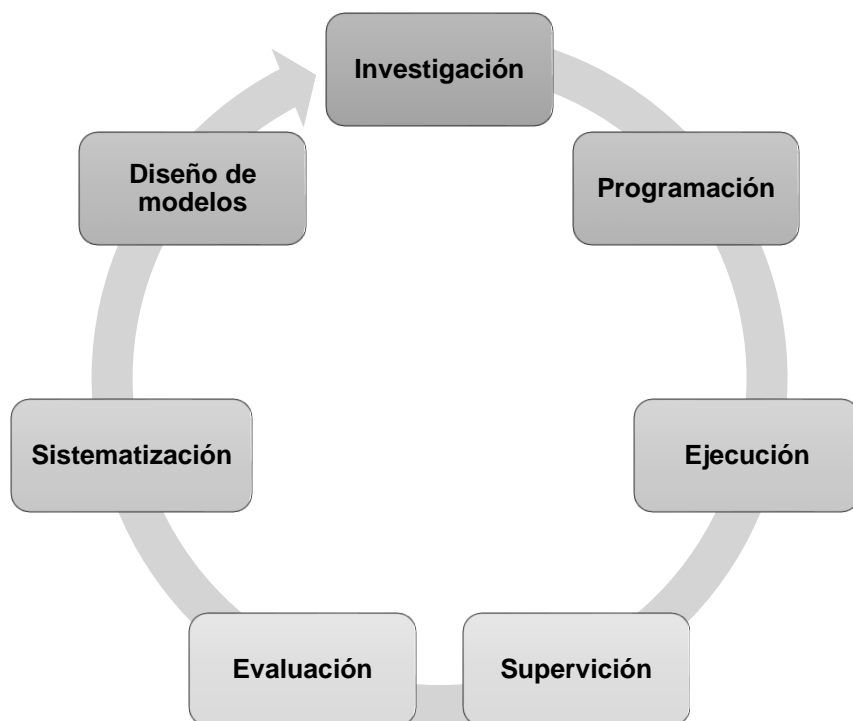 Investigación
Programación
Ejecución
Supervición
Evaluación
Sistematización
Diseño de
modelos